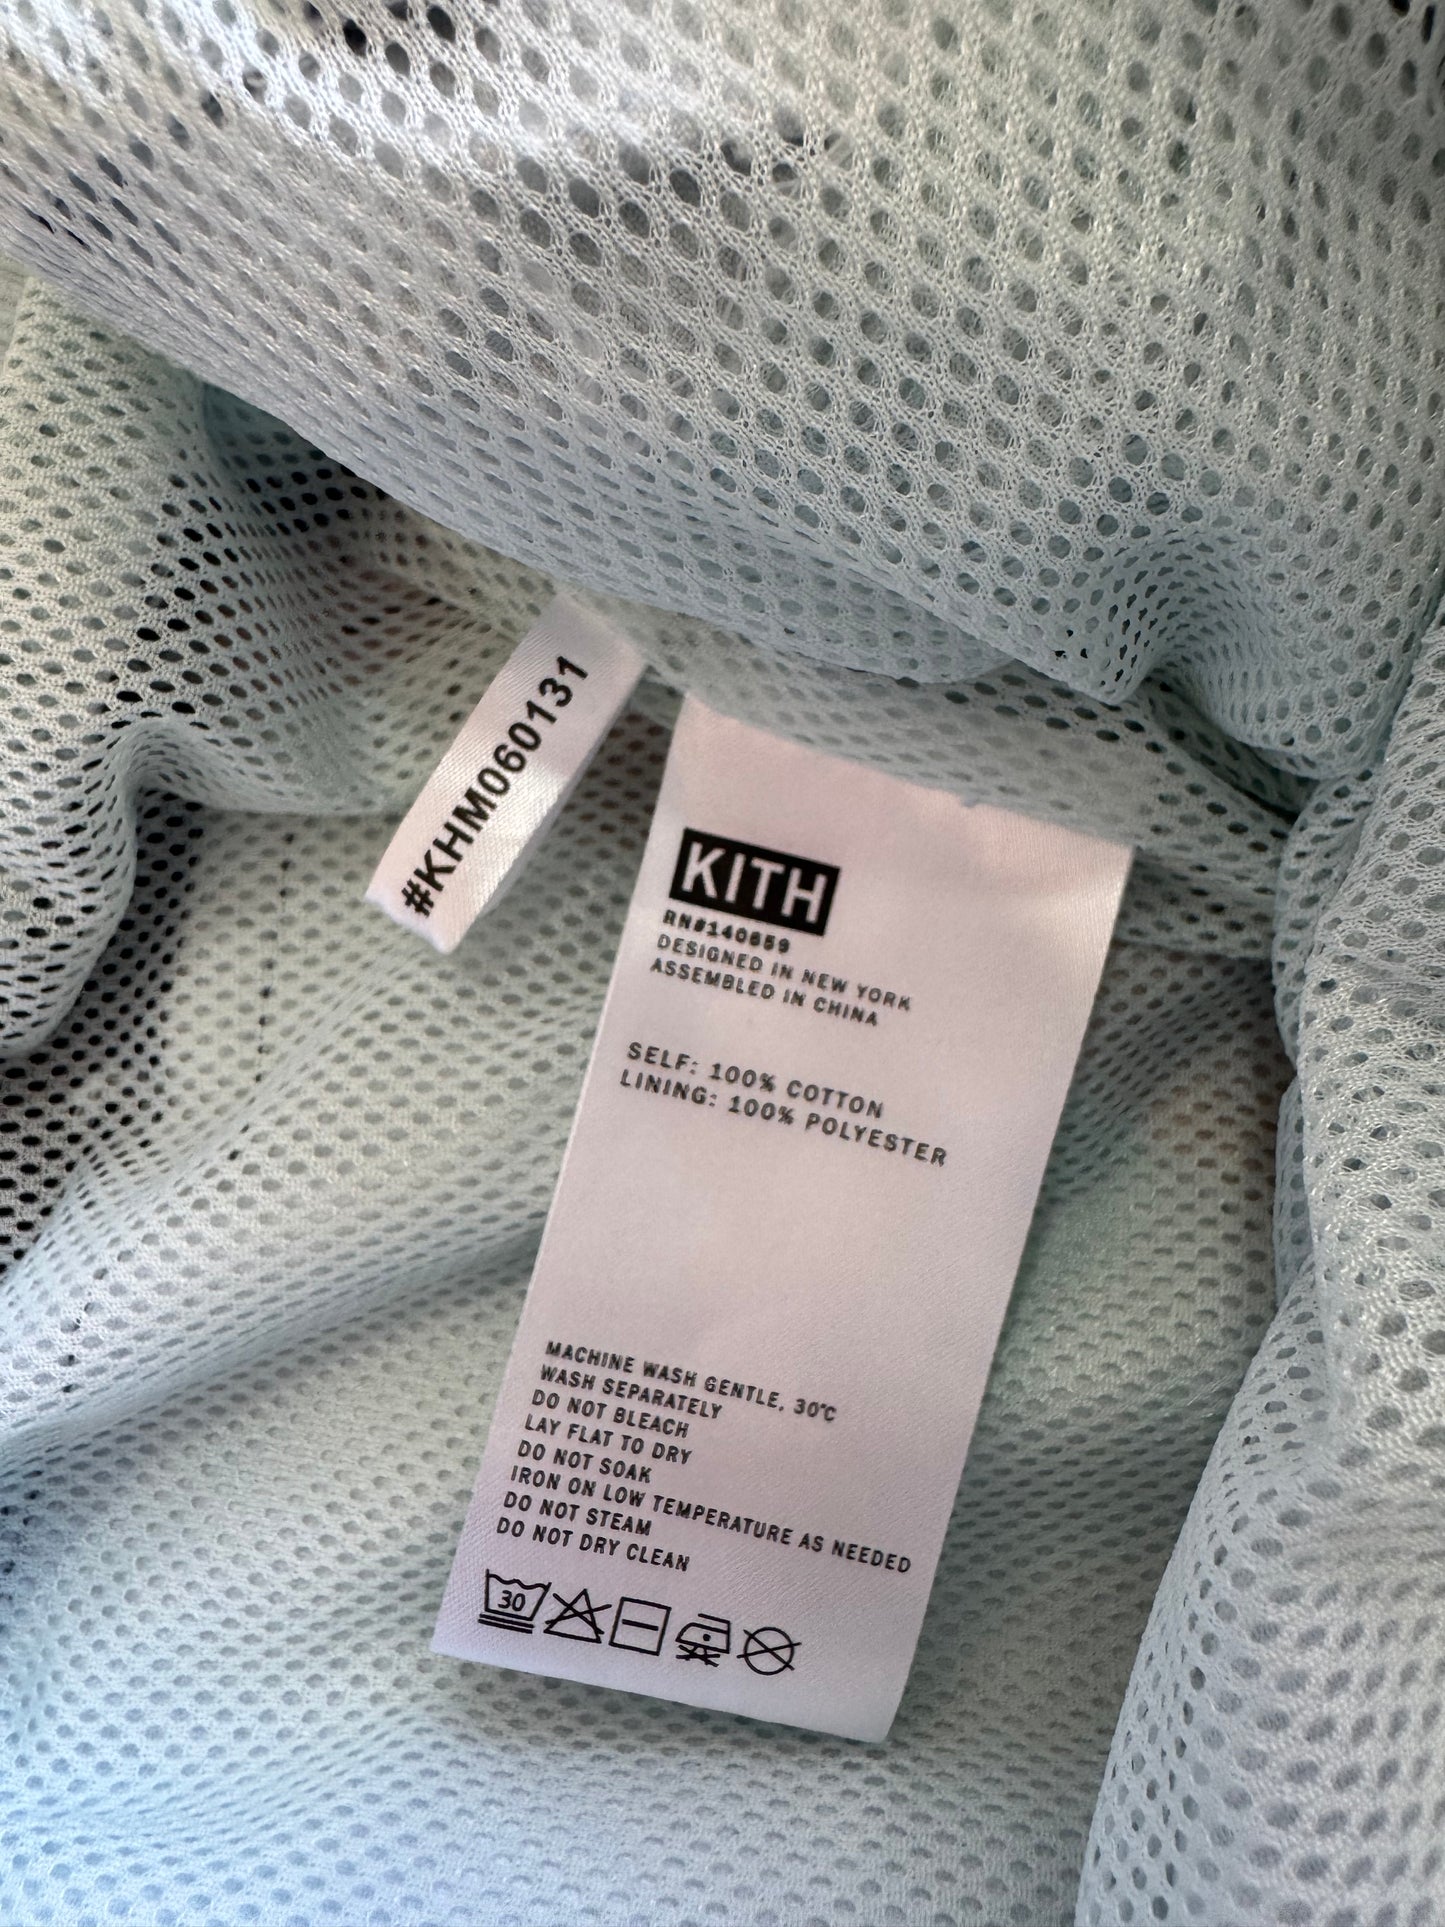 #KHM060131
KITH
RN#140659
DESIGNED IN NEW YORK
ASSEMBLED IN CHINA
SELF: 100% COTTON
LINING: 100% POLYESTER
MACHINE WASH GENTLE, 30°C
WASH SEPARATELY
DO NOT BLEACH
LAY FLAT TO DRY
DO NOT SOAK
IRON ON LOW TEMPERATURE AS NEEDED
DO NOT STEAM
DO NOT DRY CLEAN
30